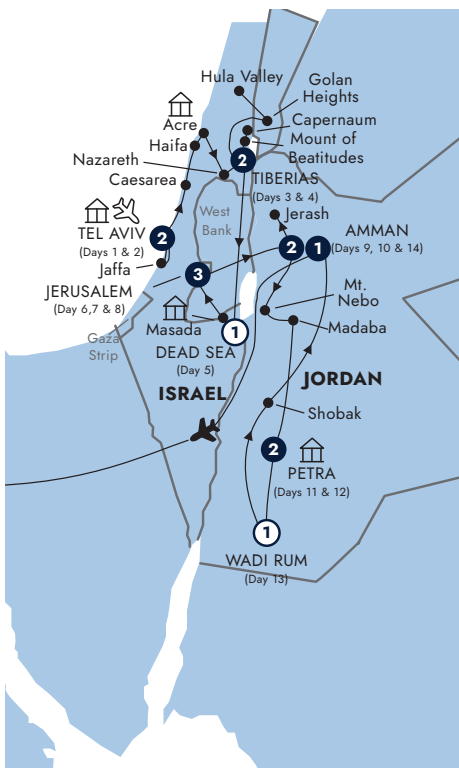 Hula Valley
Golan
Heights
Acre
Capernaum
Haifa
Mount of
Beatitudes
Nazareth
2
TIBERIAS
(Days 3 & 4)
Caesarea
West
Bank
Jerash
TEL AVIV
(Days 1 & 2)
2
2
1
AMMAN
(Days 9, 10 & 14)
Jaffa
3
JERUSALEM
(Day 6,7 & 8)
Mt.
Nebo
Masada
Madaba
1
Gaza
Strip
DEAD SEA
(Day 5)
ISRAEL
JORDAN
Shobak
2
PETRA
(Days 11 & 12)
1
WADI RUM
(Day 13)